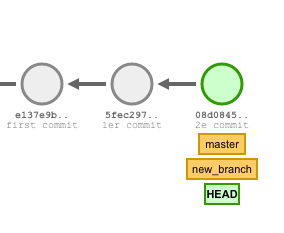 e137e9b.. 5fec297.. 08d0845..
first commit 1er commit 2e commit
master
new_branch
HEAD